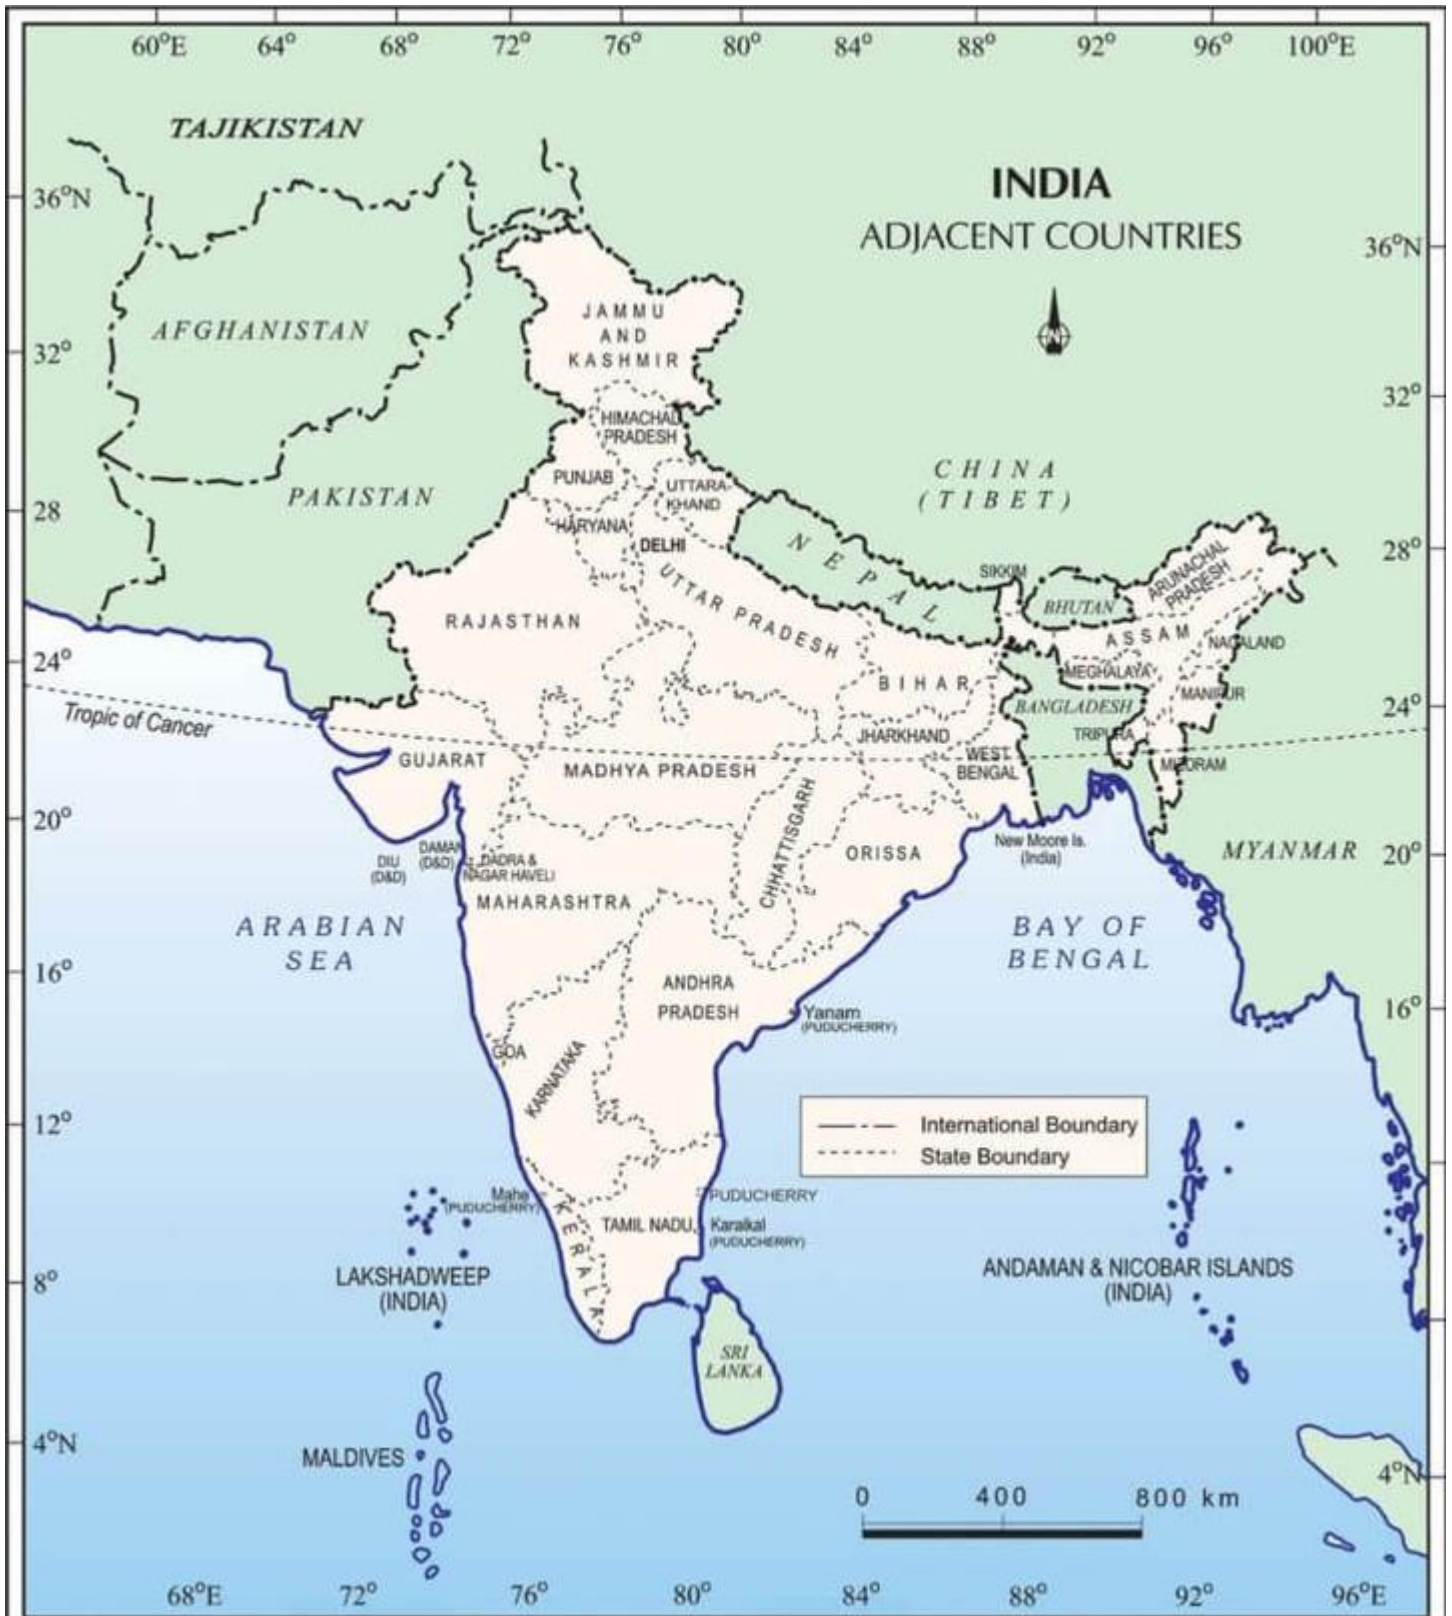 60°E 64° 68° 72° 76° 80° 84° 88° 92° 96° 100°E
TAJIKISTAN
INDIA
ADJACENT COUNTRIES
36°N
36°N
N
JAMMU
AND
KASHMIR
AFGHANISTAN
32°
32°
HIMACHAL
PRADESH
CHINA
(TIBET)
PUNJAB
UTTARA-
KHAND
PAKISTAN
28
HARYANA
DELHI
NEPAL
28°
SIKKIM
ARUNACHAL
PRADESH
BHUTAN
RAJASTHAN
UTTAR PRADESH
ASSAM
NAGALAND
24°
MEGHALAYA
BIHAR
MANIPUR
BANGLADESH
24°
Tropic of Cancer
JHARKHAND
TRIPURA
GUJARAT
MADHYA PRADESH
WEST
BENGAL
MIZORAM
CHHATTISGARH
20°
DIU
(D&D)
DAMAN
(D&D)
DADRA &
NAGAR HAVELI
ORISSA
New Moore Is.
(India)
MYANMAR
20°
MAHARASHTRA
ARABIAN
SEA
BAY OF
BENGAL
16°
ANDHRA
PRADESH
Yanam
(PUDUCHERRY)
16°
GOA
KARNATAKA
12°
International Boundary
State Boundary
Mahe
(PUDUCHERRY)
PUDUCHERRY
KERALA
TAMIL NADU
Karaikal
(PUDUCHERRY)
LAKSHADWEEP
(INDIA)
ANDAMAN & NICOBAR ISLANDS
(INDIA)
8°
SRI
LANKA
4°N
MALDIVES
4°N
0 400 800 km
68°E 72° 76° 80° 84° 88° 92° 96°E